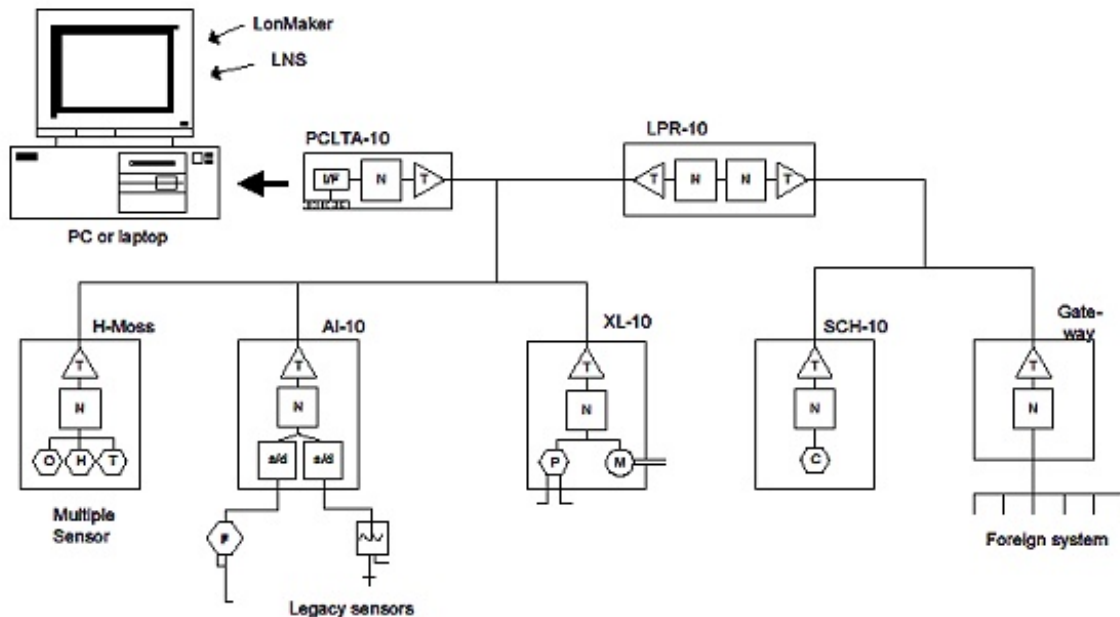 LonMaker
LNS
PCLTA-10
LPR-10
I/F
N
T
T
N
N
T
PC or laptop
H-Moss
AI-10
XL-10
SCH-10
Gate-
way
T
T
T
T
T
N
N
N
N
N
O
H
T
a/d
a/d
P
M
C
Multiple
Sensor
F
Foreign system
Legacy sensors